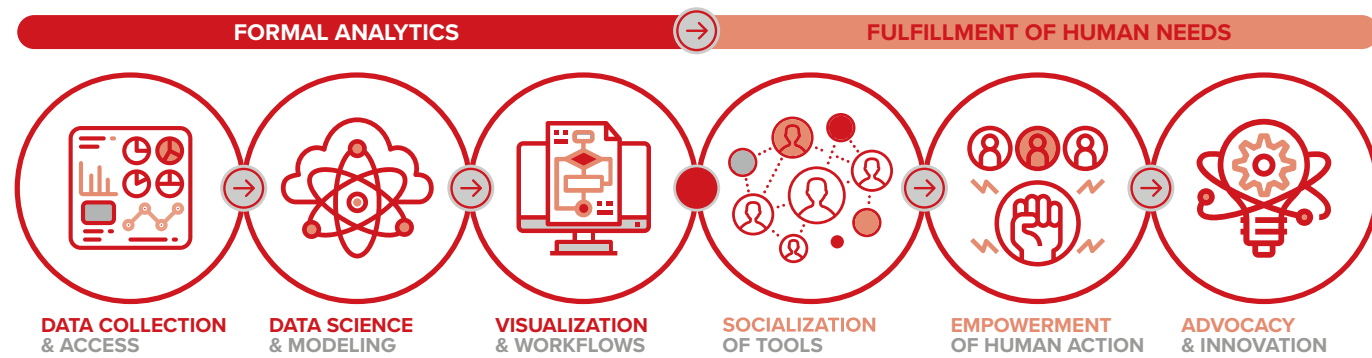 FORMAL ANALYTICS
FULFILLMENT OF HUMAN NEEDS
DATA COLLECTION
& ACCESS
DATA SCIENCE
& MODELING
VISUALIZATION
& WORKFLOWS
SOCIALIZATION
OF TOOLS
EMPOWERMENT
OF HUMAN ACTION
ADVOCACY
& INNOVATION